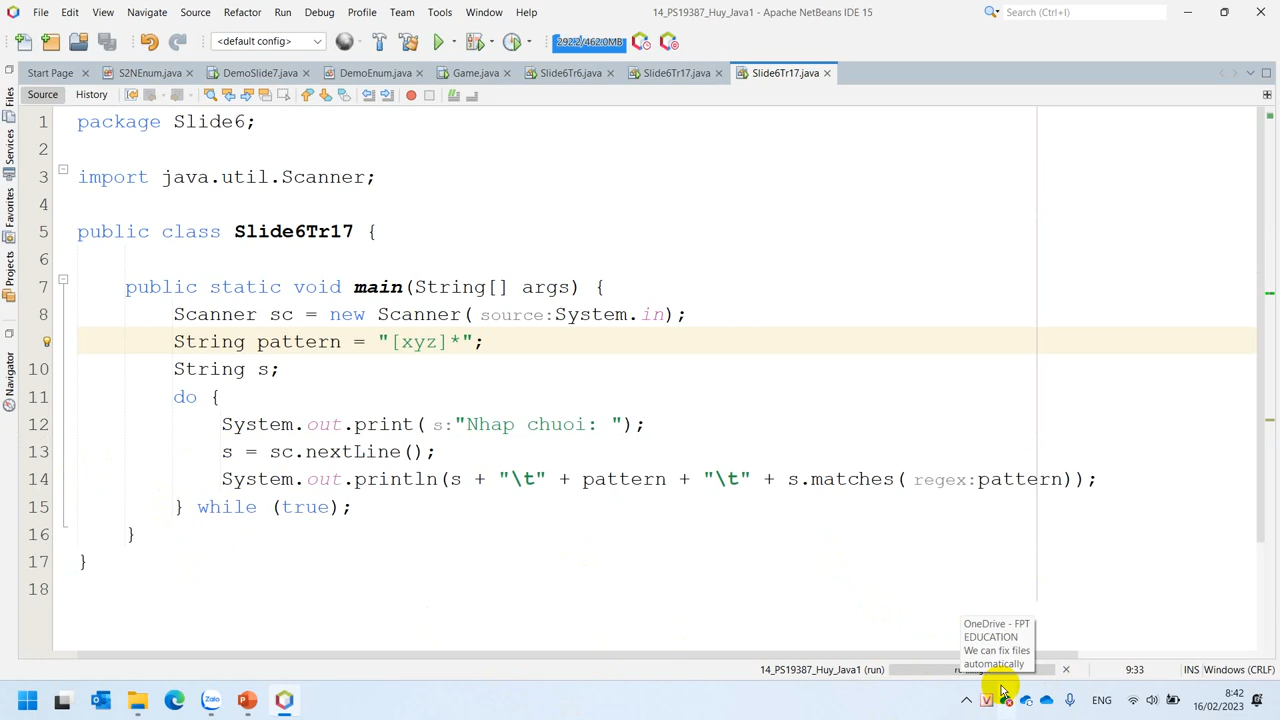 File Edit View Navigate Source Refactor Run Debug Profile Team Tools Window Help 14_PS19387_Huy_Java1 - Apache NetBeans IDE 15 Search (Ctrl+I)
<default config> 292.2/462.0MB
Start Page S2NEnum.java DemoSlide7.java DemoEnum.java Game.java Slide6Tr6.java Slide6Tr17.java Slide6Tr17.java
Source History
Files
Services
Favorites
Projects
Navigator
1 package Slide6;
2
3 import java.util.Scanner;
4
5 public class Slide6Tr17 {
6
7 public static void main(String[] args) {
8 Scanner sc = new Scanner( source:System.in);
String pattern = "[xyz]*";
10 String s;
11 do {
12 System.out.print( s:"Nhap chuoi: ");
13 s = sc.nextLine();
14 System.out.println(s + "\t" + pattern + "\t" + s.matches( regex:pattern));
15 } while (true);
16 }
17 }
18
OneDrive - FPT
EDUCATION
We can fix files
automatically
14_PS19387_Huy_Java1 (run) 9:33 INS Windows (CRLF)
Zalo ENG 8:42
16/02/2023